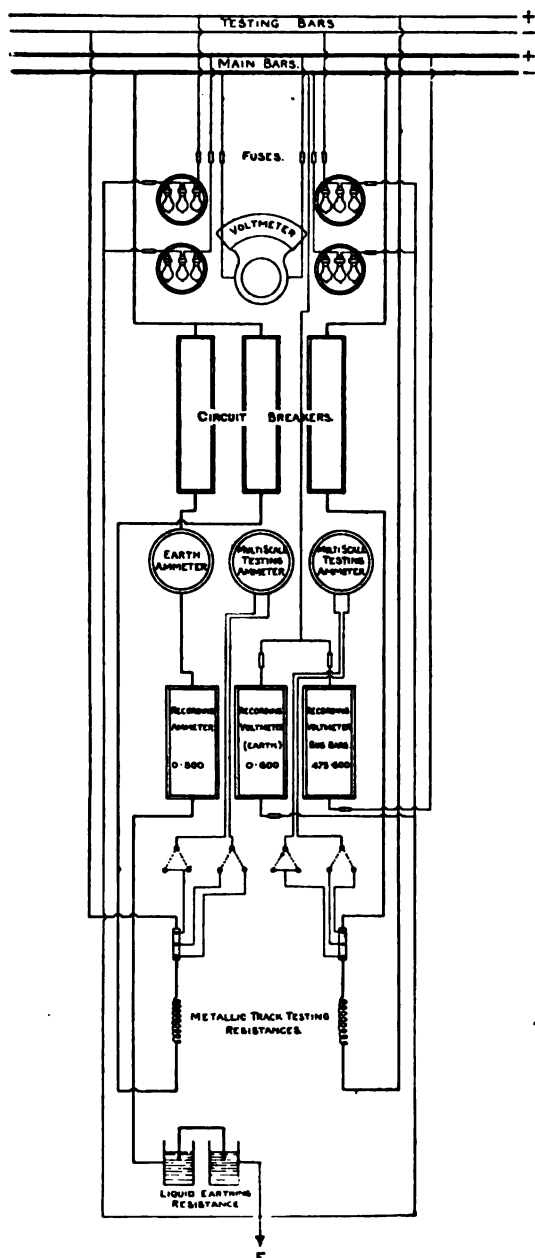 TESTING BARS
+
−
MAIN BARS.
+
−
FUSES.
VOLTMETER
CIRCUIT BREAKERS.
EARTH
AMMETER
MULTI SCALE
TESTING
AMMETER
MULTI SCALE
TESTING
AMMETER
RECORDING
AMMETER
0-500
RECORDING
VOLTMETER
(EARTH)
0-600
RECORDING
VOLTMETER
BUS BARS
475-600
METALLIC TRACK TESTING
RESISTANCES.
LIQUID EARTHING
RESISTANCE
E